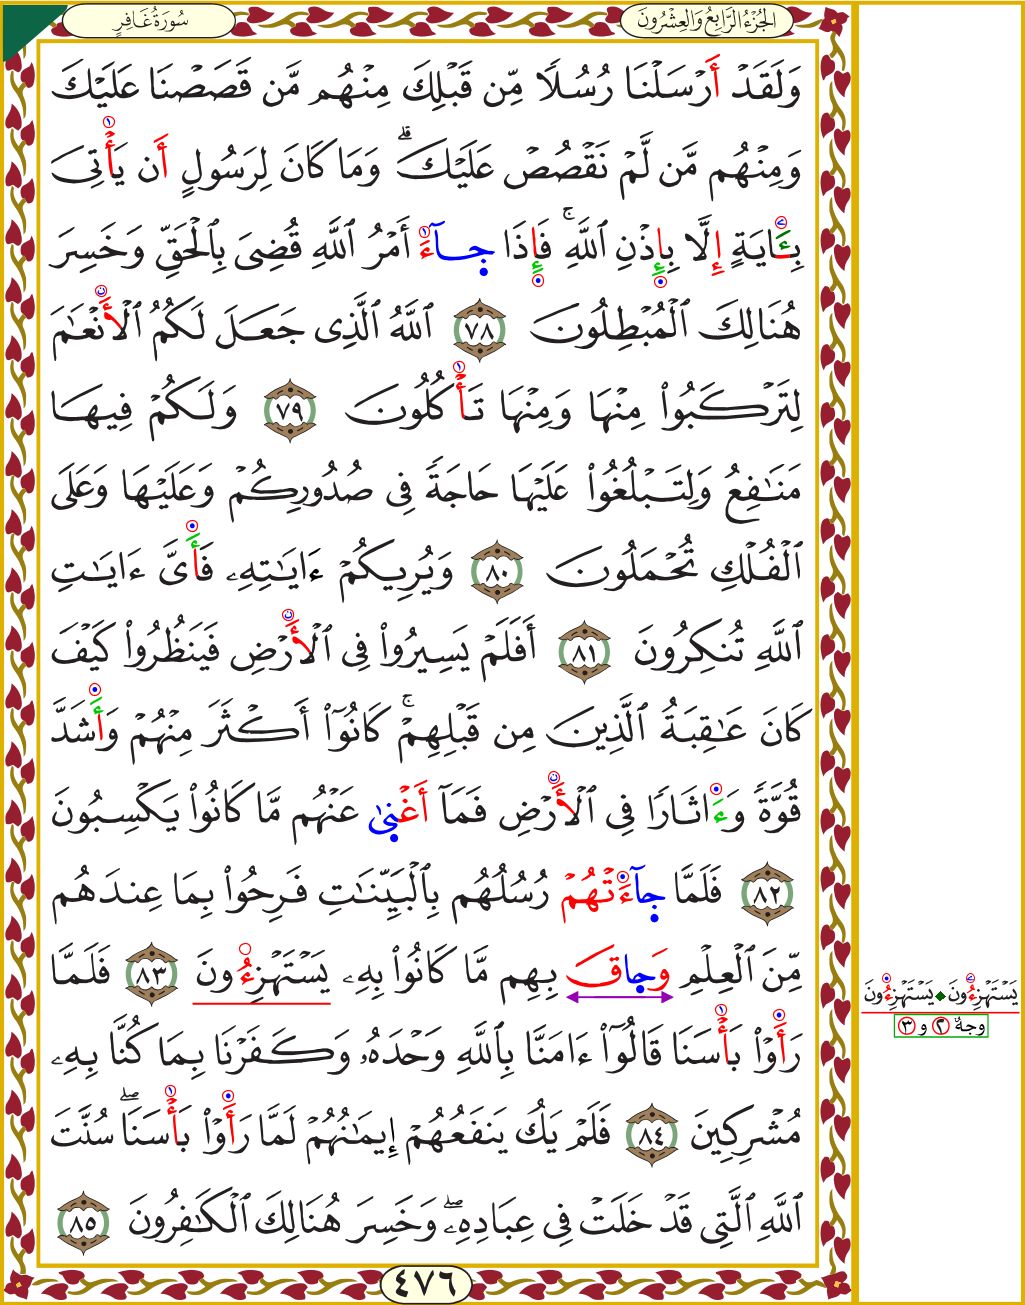 سُورَةُ غَافِرٍ
الجُزْءُ الرَّابِعُ وَالعِشْرُونَ
وَلَقَدْ أَرْسَلْنَا رُسُلًا مِّن قَبْلِكَ مِنْهُم مَّن قَصَصْنَا عَلَيْكَ
وَمِنْهُم مَّن لَّمْ نَقْصُصْ عَلَيْكَ ۗ وَمَا كَانَ لِرَسُولٍ أَن يَأْتِىَ
بِـَٔايَةٍ إِلَّا بِإِذْنِ ٱللَّهِ ۚ فَإِذَا جَآءَ أَمْرُ ٱللَّهِ قُضِىَ بِٱلْحَقِّ وَخَسِرَ
هُنَالِكَ ٱلْمُبْطِلُونَ ٧٨ ٱللَّهُ ٱلَّذِى جَعَلَ لَكُمُ ٱلْأَنْعَٰمَ
لِتَرْكَبُوا۟ مِنْهَا وَمِنْهَا تَأْكُلُونَ ٧٩ وَلَكُمْ فِيهَا
مَنَٰفِعُ وَلِتَبْلُغُوا۟ عَلَيْهَا حَاجَةً فِى صُدُورِكُمْ وَعَلَيْهَا وَعَلَى
ٱلْفُلْكِ تُحْمَلُونَ ٨٠ وَيُرِيكُمْ ءَايَٰتِهِۦ فَأَىَّ ءَايَٰتِ
ٱللَّهِ تُنكِرُونَ ٨١ أَفَلَمْ يَسِيرُوا۟ فِى ٱلْأَرْضِ فَيَنظُرُوا۟ كَيْفَ
كَانَ عَٰقِبَةُ ٱلَّذِينَ مِن قَبْلِهِمْ ۚ كَانُوٓا۟ أَكْثَرَ مِنْهُمْ وَأَشَدَّ
قُوَّةً وَءَاثَارًا فِى ٱلْأَرْضِ فَمَآ أَغْنِىٰ عَنْهُم مَّا كَانُوا۟ يَكْسِبُونَ
٨٢ فَلَمَّا جَآءَتْهُمْ رُسُلُهُم بِٱلْبَيِّنَٰتِ فَرِحُوا۟ بِمَا عِندَهُم
مِّنَ ٱلْعِلْمِ وَحَاقَ بِهِم مَّا كَانُوا۟ بِهِۦ يَسْتَهْزِءُونَ ٨٣ فَلَمَّا
رَأَوْا۟ بَأْسَنَا قَالُوٓا۟ ءَامَنَّا بِٱللَّهِ وَحْدَهُۥ وَكَفَرْنَا بِمَا كُنَّا بِهِۦ
مُشْرِكِينَ ٨٤ فَلَمْ يَكُ يَنفَعُهُمْ إِيمَٰنُهُمْ لَمَّا رَأَوْا۟ بَأْسَنَا ۖ سُنَّتَ
ٱللَّهِ ٱلَّتِى قَدْ خَلَتْ فِى عِبَادِهِۦ ۖ وَخَسِرَ هُنَالِكَ ٱلْكَٰفِرُونَ ٨٥
يَسْتَهْزِءُونَ يَسْتَهْزِءُونَ
وجهٌ ٢ و ٣
٤٧٦